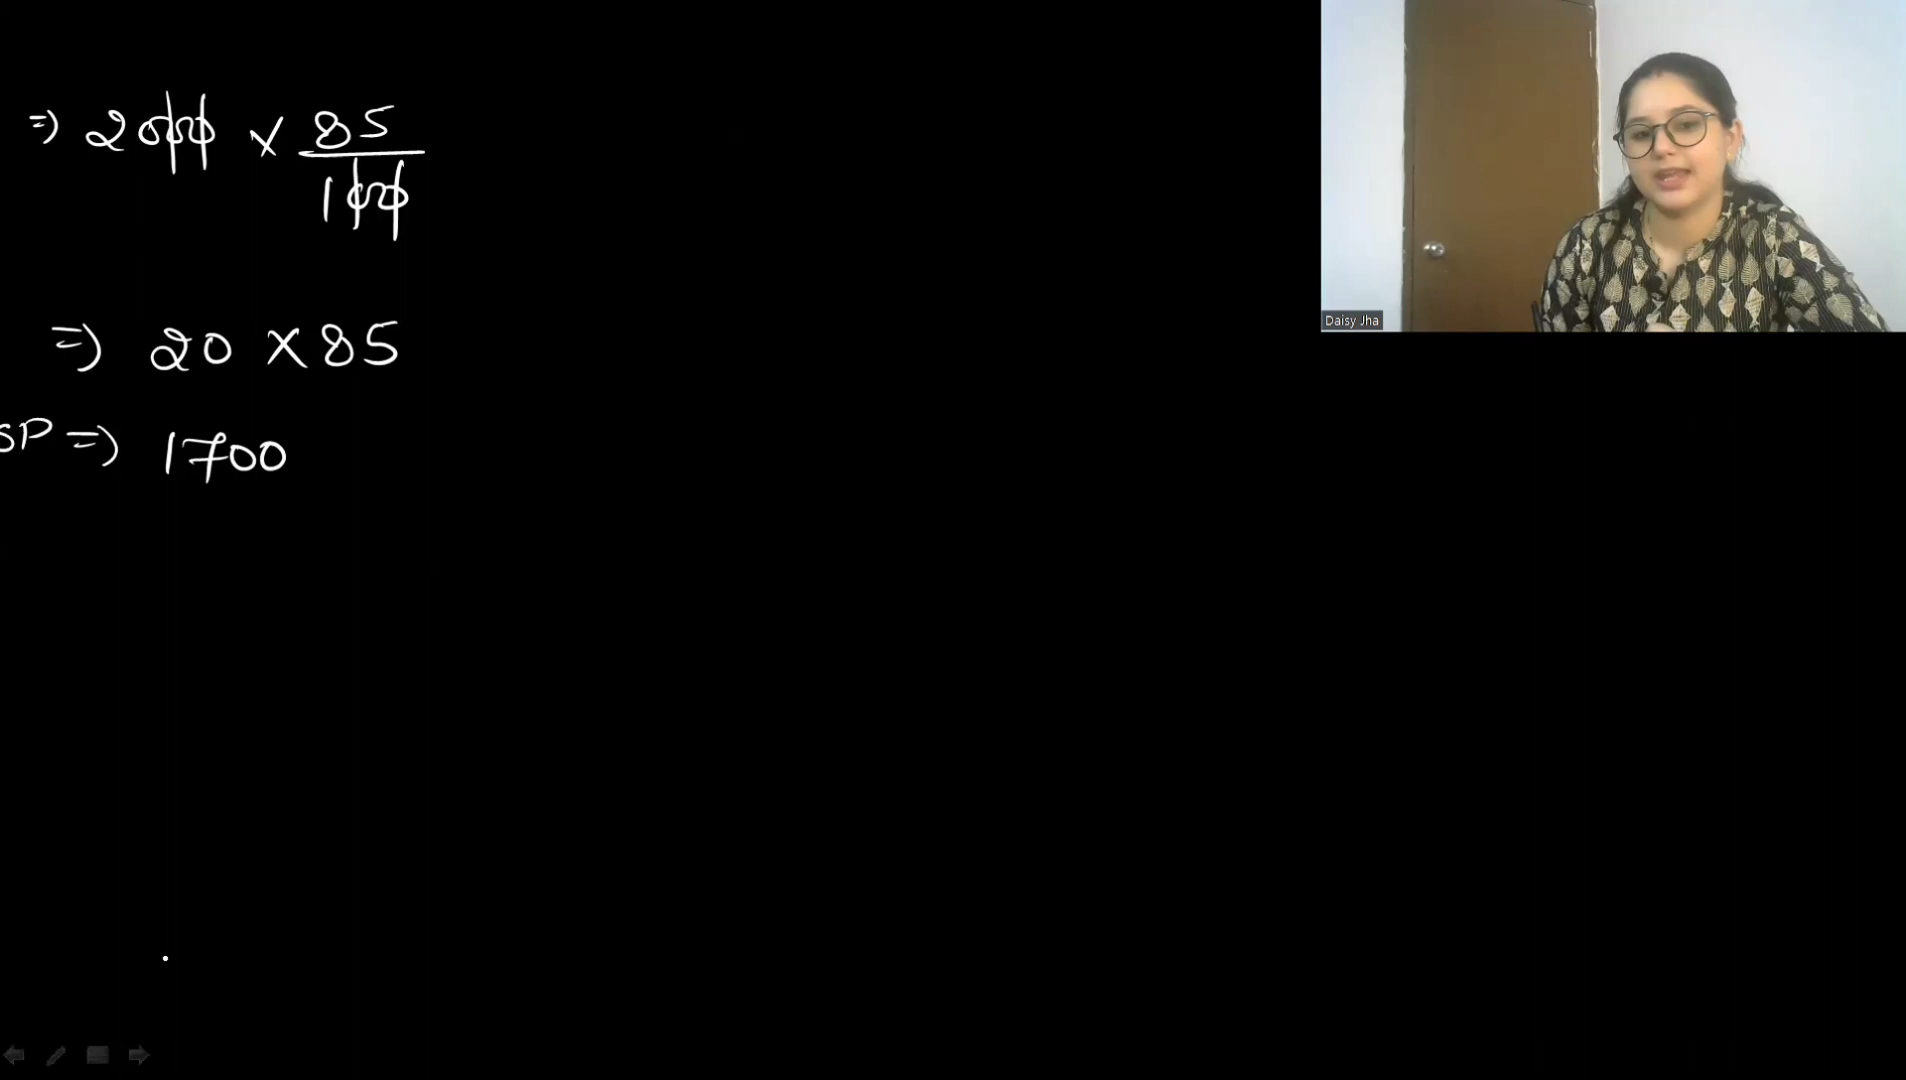 =) 2000 × 85
100
=) 20 × 85
SP =) 1700
Daisy Jha